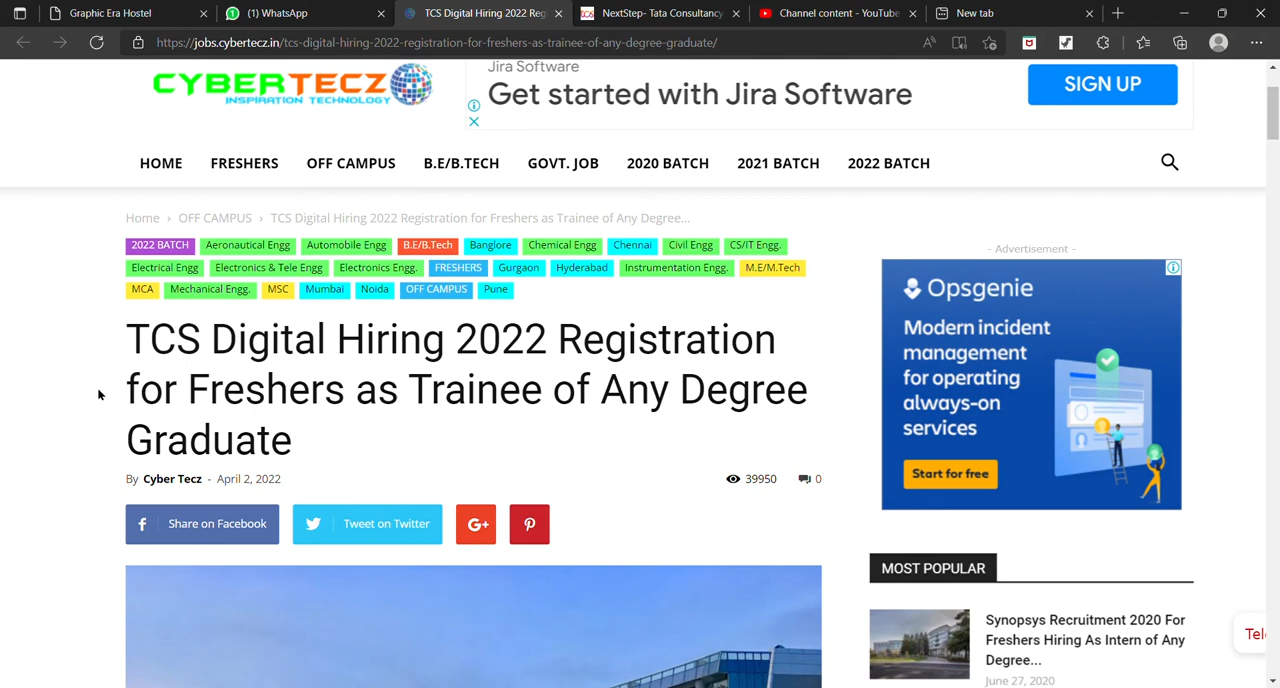 Graphic Era Hostel
(1) WhatsApp
TCS Digital Hiring 2022 Reg
NextStep- Tata Consultancy
Channel content - YouTube
New tab
https://jobs.cybertecz.in/tcs-digital-hiring-2022-registration-for-freshers-as-trainee-of-any-degree-graduate/
CYBERTECZ
INSPIRATION TECHNOLOGY
Jira Software
Get started with Jira Software
SIGN UP
HOME FRESHERS OFF CAMPUS B.E/B.TECH GOVT. JOB 2020 BATCH 2021 BATCH 2022 BATCH
Home › OFF CAMPUS › TCS Digital Hiring 2022 Registration for Freshers as Trainee of Any Degree...
2022 BATCH Aeronautical Engg Automobile Engg B.E/B.Tech Banglore Chemical Engg Chennai Civil Engg CS/IT Engg.
Electrical Engg Electronics & Tele Engg Electronics Engg. FRESHERS Gurgaon Hyderabad Instrumentation Engg. M.E/M.Tech
MCA Mechanical Engg. MSC Mumbai Noida OFF CAMPUS Pune
TCS Digital Hiring 2022 Registration
for Freshers as Trainee of Any Degree
Graduate
By Cyber Tecz - April 2, 2022
39950 0
f Share on Facebook
Tweet on Twitter
G+
- Advertisement -
Opsgenie
Modern incident
management
for operating
always-on
services
Start for free
MOST POPULAR
Synopsys Recruitment 2020 For
Freshers Hiring As Intern of Any
Degree...
June 27, 2020
Tel